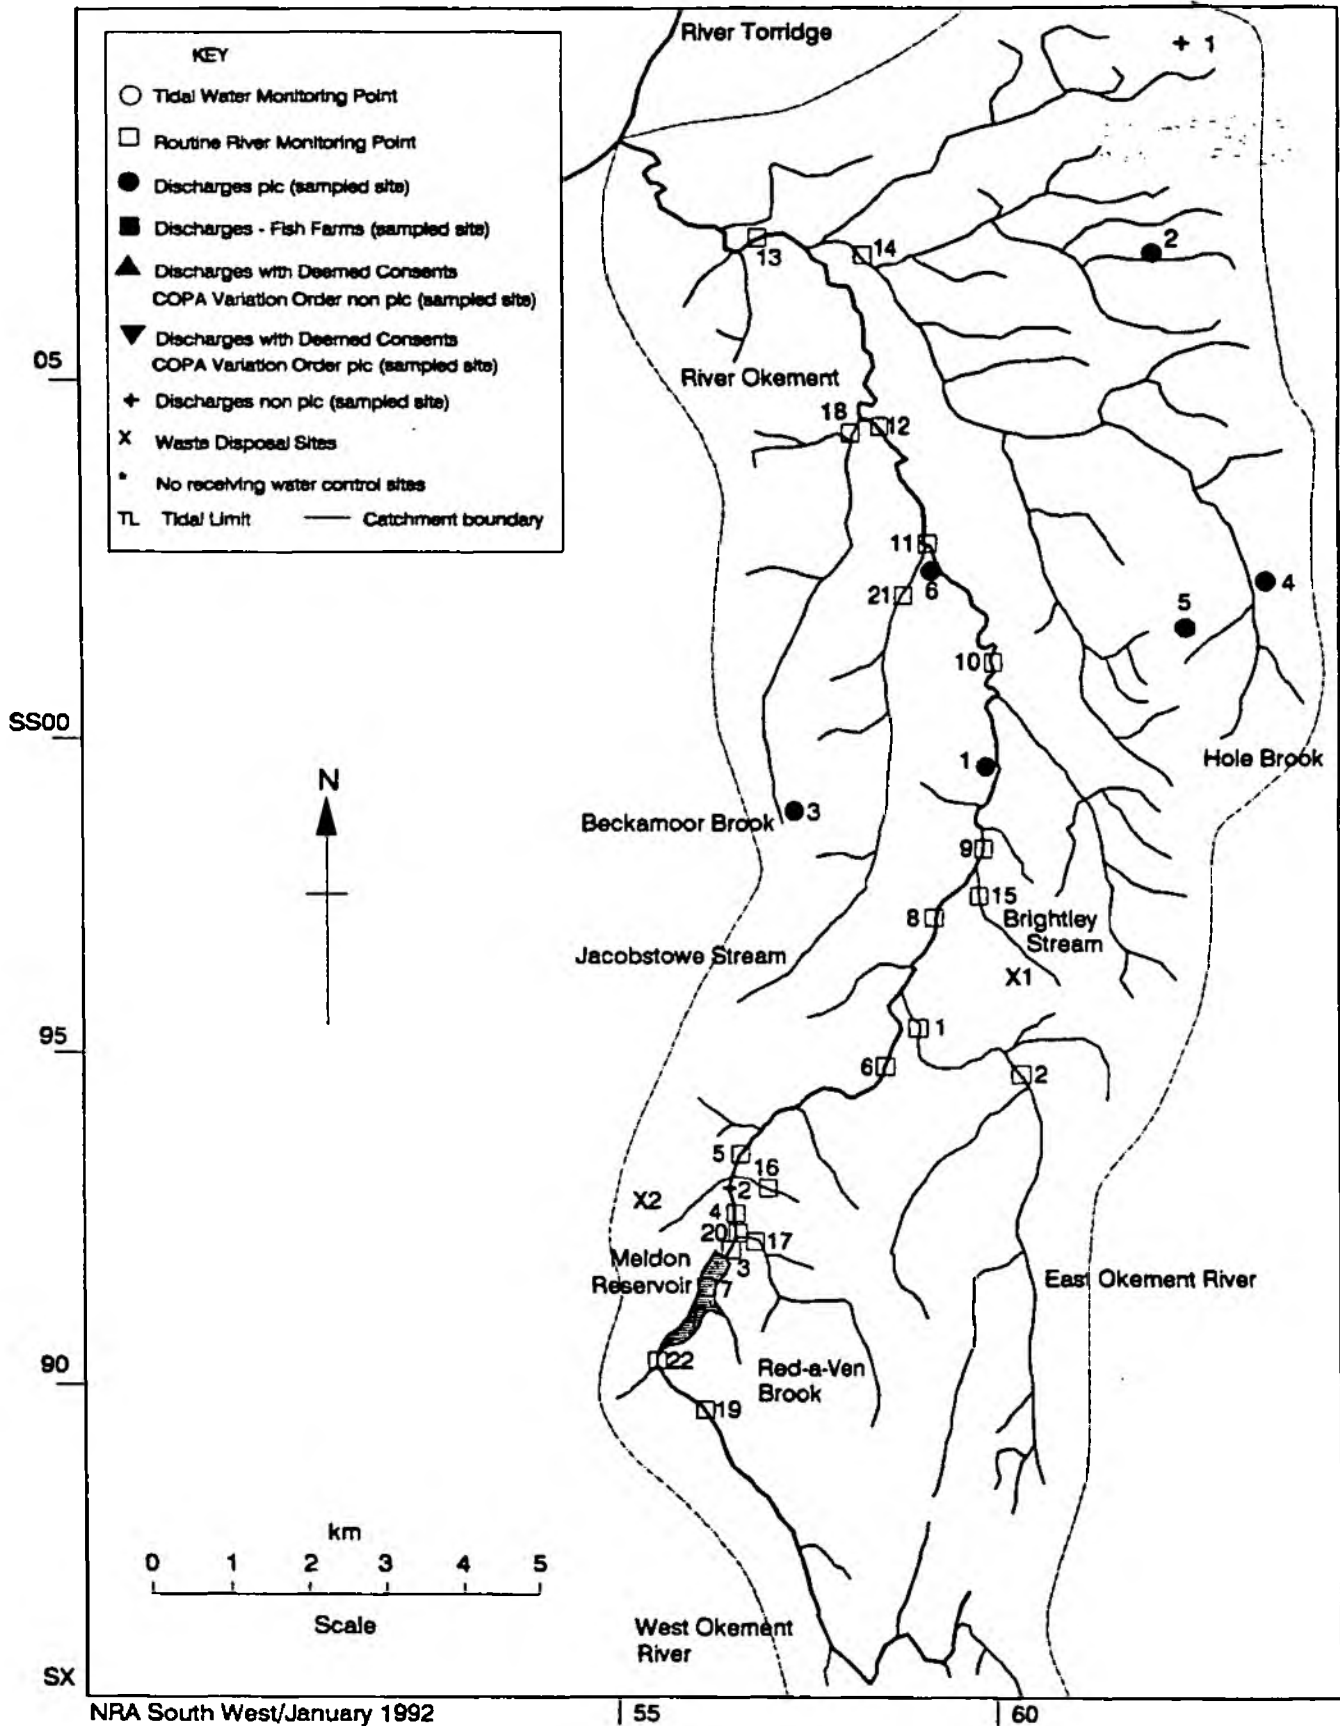 KEY
Tidal Water Monitoring Point
Routine River Monitoring Point
Discharges plc (sampled site)
Discharges - Fish Farms (sampled site)
Discharges with Deemed Consents
COPA Variation Order non plc (sampled site)
Discharges with Deemed Consents
COPA Variation Order plc (sampled site)
+ Discharges non plc (sampled site)
X Waste Disposal Sites
* No receiving water control sites
TL Tidal Limit
Catchment boundary
River Torridge
+ 1
2
13
14
05
River Okement
18
12
11
6
21
4
5
10
SS00
Hole Brook
1
N
3
Beckamoor Brook
9
15
8
Brightley
Stream
Jacobstowe Stream
X1
1
95
6
2
5
16
2
X2
4
20
17
3
Meldon
Reservoir
7
East Okement River
90
22
Red-a-Ven
Brook
19
km
0 1 2 3 4 5
Scale
West Okement
River
SX
NRA South West/January 1992
55
60